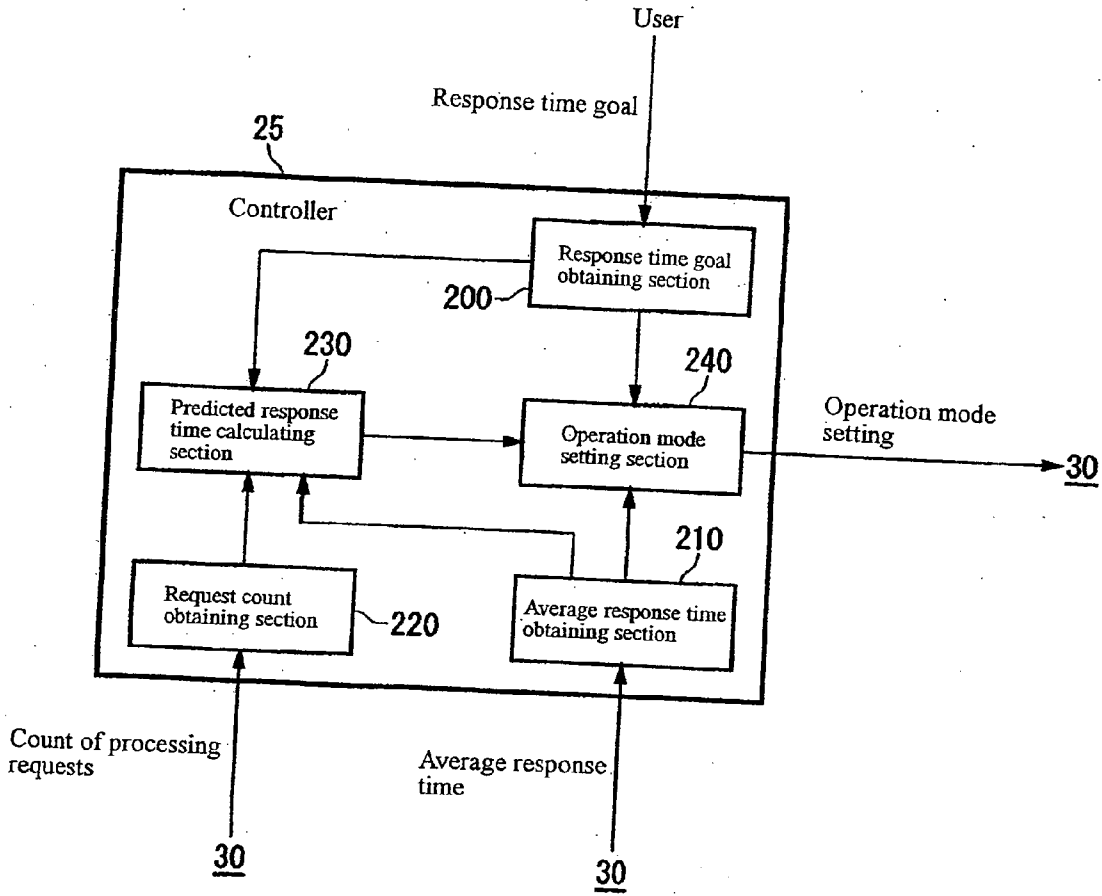 User
Response time goal
25
Controller
Response time goal
obtaining section
200
230
240
Predicted response
time calculating
section
Operation mode
setting section
Operation mode
setting
30
210
Request count
obtaining section
220
Average response time
obtaining section
Count of processing
requests
Average response
time
30
30